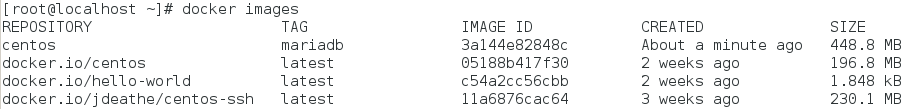 [root@localhost ~]# docker images
REPOSITORY TAG IMAGE ID CREATED SIZE
centos mariadb 3a144e82848c About a minute ago 448.8 MB
docker.io/centos latest 05188b417f30 2 weeks ago 196.8 MB
docker.io/hello-world latest c54a2cc56cbb 2 weeks ago 1.848 kB
docker.io/jdeathe/centos-ssh latest 11a6876cac64 3 weeks ago 230.1 MB